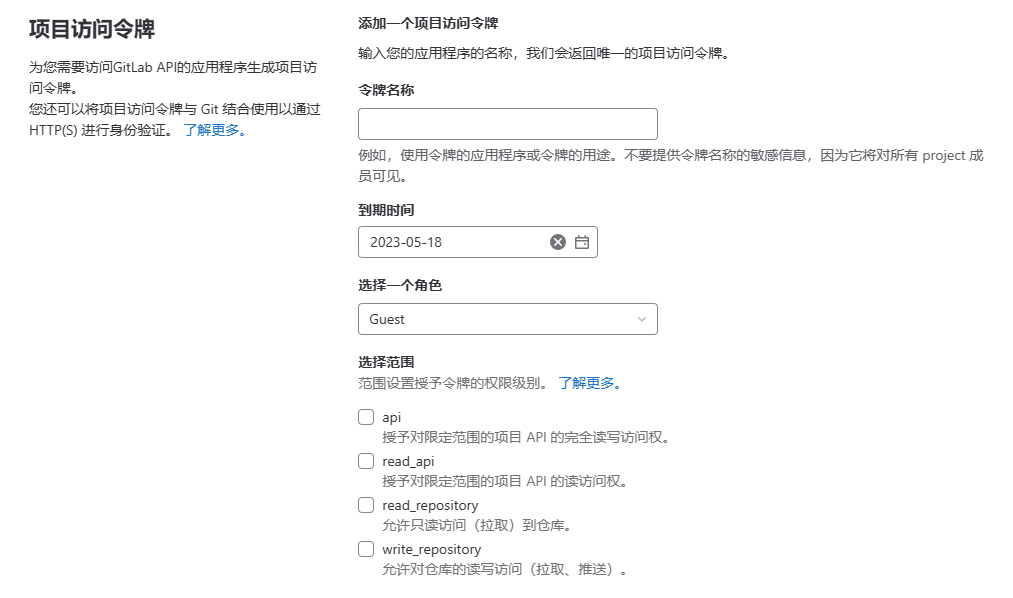 项目访问令牌
为您需要访问GitLab API的应用程序生成项目访
问令牌。
您还可以将项目访问令牌与 Git 结合使用以通过
HTTP(S) 进行身份验证。 了解更多。
添加一个项目访问令牌
输入您的应用程序的名称，我们会返回唯一的项目访问令牌。
令牌名称
例如，使用令牌的应用程序或令牌的用途。不要提供令牌名称的敏感信息，因为它将对所有 project 成
员可见。
到期时间
2023-05-18
选择一个角色
Guest
选择范围
范围设置授予令牌的权限级别。 了解更多。
api
授予对限定范围的项目 API 的完全读写访问权。
read_api
授予对限定范围的项目 API 的读访问权。
read_repository
允许只读访问（拉取）到仓库。
write_repository
允许对仓库的读写访问（拉取、推送）。